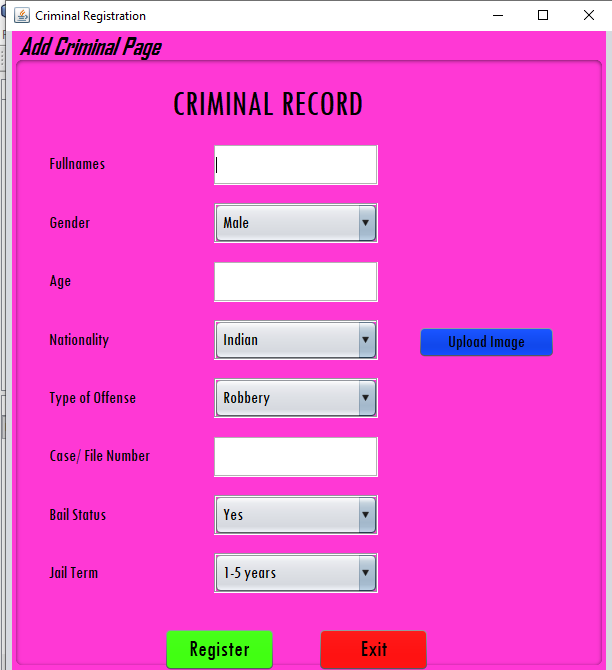 Criminal Registration
Add Criminal Page
CRIMINAL RECORD
Fullnames
Gender Male
Age
Nationality Indian Upload Image
Type of Offense Robbery
Case/ File Number
Bail Status Yes
Jail Term 1-5 years
Register Exit